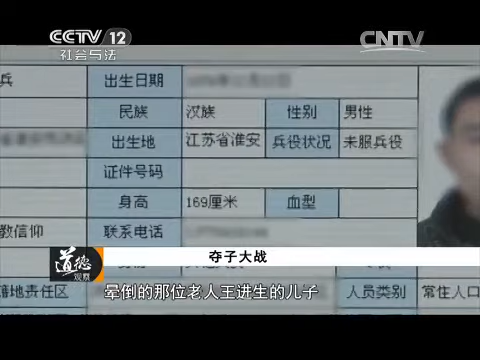 CCTV 12
社会与法
CNTV
兵 出生日期
民族 汉族 性别 男性
出生地 江苏省淮安 兵役状况 未服兵役
证件号码
身高 169厘米 血型
教信仰 联系电话
道德
观察
夺子大战
籍地责任区 人员类别 常住人口
晕倒的那位老人王进生的儿子